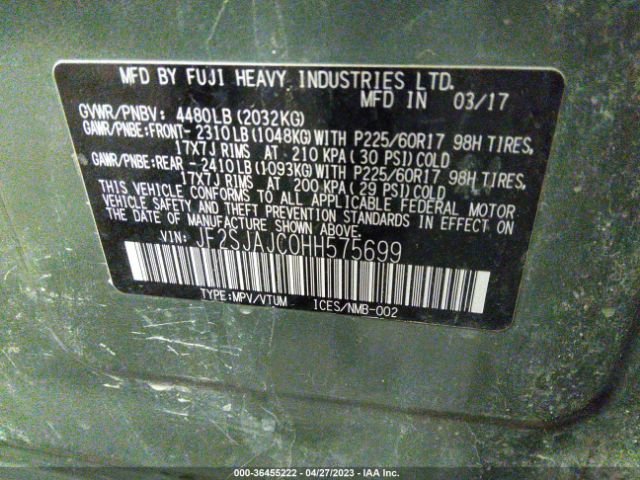 MFD BY FUJI HEAVY INDUSTRIES LTD.
MFD IN 03/17
GVWR/PNBV: 4480LB (2032KG)
GAWR/PNBE:FRONT- 2310LB (1048KG) WITH P225/60R17 98H TIRES,
17X7J RIMS AT 210 KPA (30 PSI) COLD
GAWR/PNBE:REAR - 2410LB (1093KG) WITH P225/60R17 98H TIRES,
17X7J RIMS AT 200 KPA (29 PSI) COLD
THIS VEHICLE CONFORMS TO ALL APPLICABLE FEDERAL MOTOR
VEHICLE SAFETY AND THEFT PREVENTION STANDARDS IN EFFECT ON
THE DATE OF MANUFACTURE SHOWN ABOVE.
VIN: JF2SJAJC0HH575699
TYPE:MPV/VTUM ICES/NMB-002
000-36455222 - 04/27/2023 - IAA Inc.